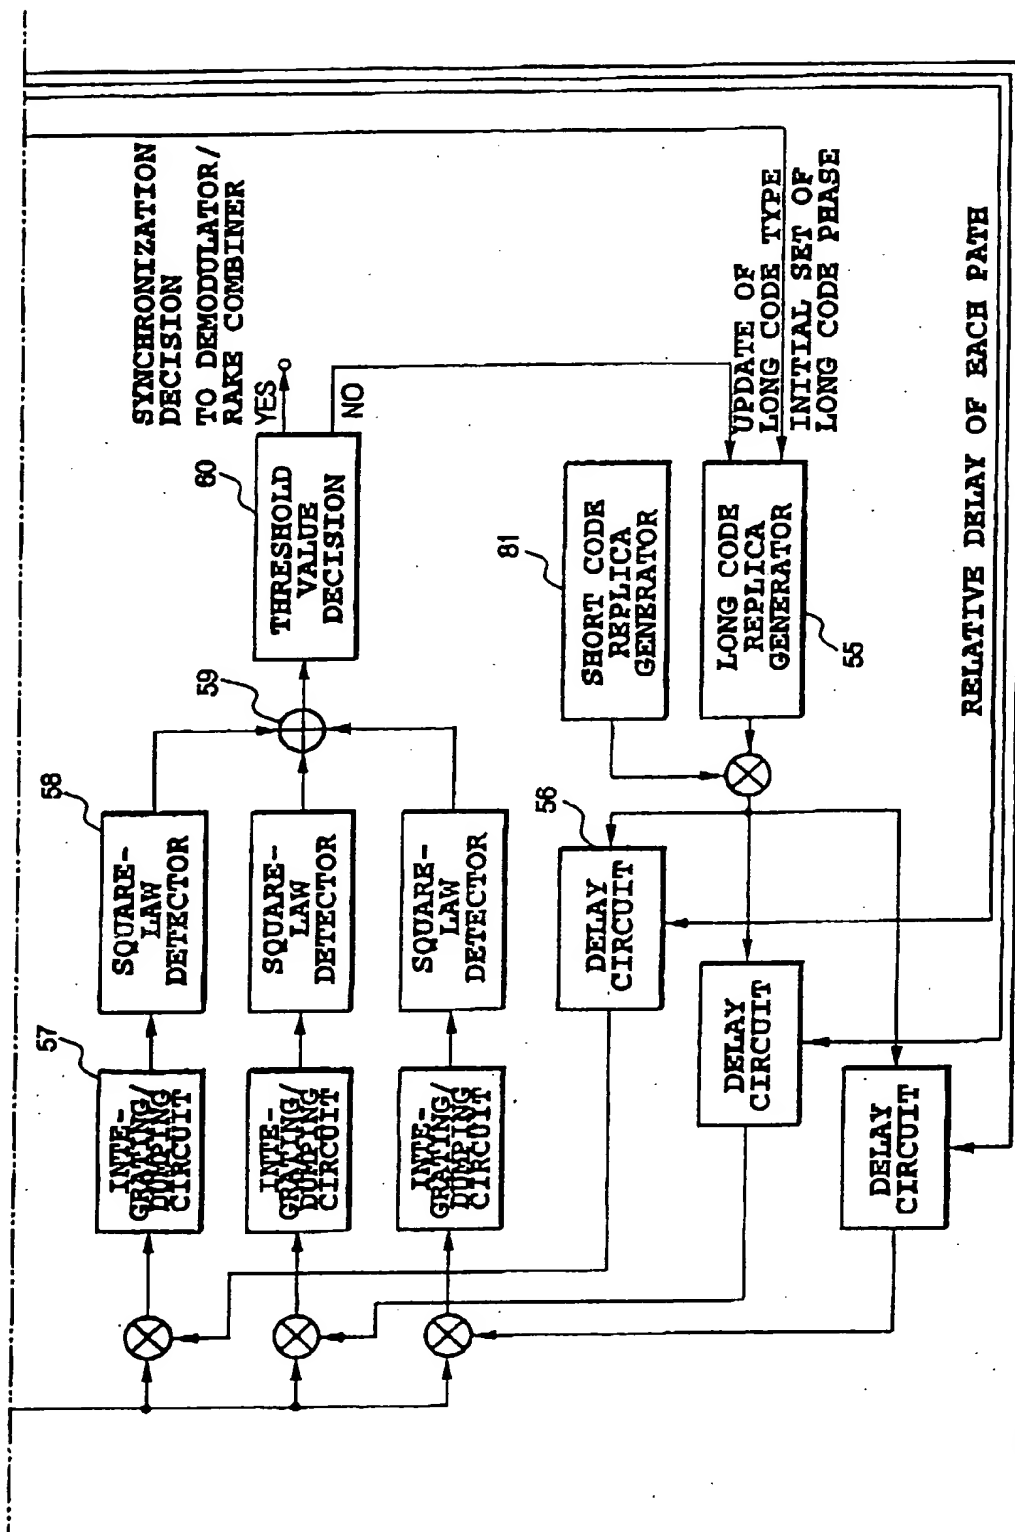 SYNCHRONIZATION
DECISION
TO DEMODULATOR/
RAKE COMBINER
57
INTE-
GRATING/
DUMPING
CIRCUIT
58
SQUARE-
LAW
DETECTOR
59
60
THRESHOLD
VALUE
DECISION
YES
NO
INTE-
GRATING/
DUMPING
CIRCUIT
SQUARE-
LAW
DETECTOR
INTE-
GRATING/
DUMPING
CIRCUIT
SQUARE-
LAW
DETECTOR
56
DELAY
CIRCUIT
81
SHORT CODE
REPLICA
GENERATOR
DELAY
CIRCUIT
LONG CODE
REPLICA
GENERATOR
55
UPDATE OF
LONG CODE TYPE
INITIAL SET OF
LONG CODE PHASE
DELAY
CIRCUIT
RELATIVE DELAY OF EACH PATH